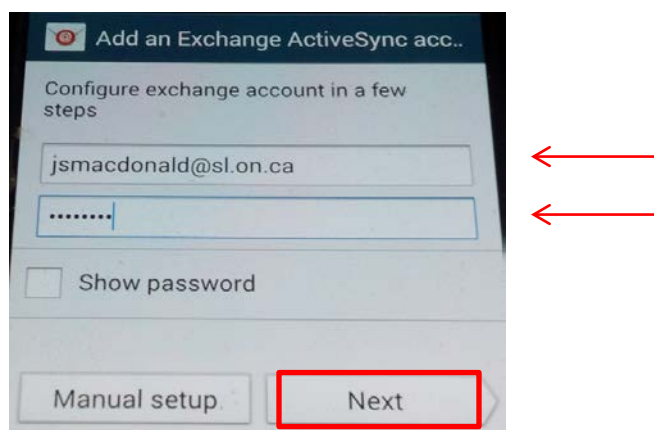 Add an Exchange ActiveSync acc..
Configure exchange account in a few
steps
jsmacdonald@sl.on.ca
••••••••
Show password
Manual setup
Next